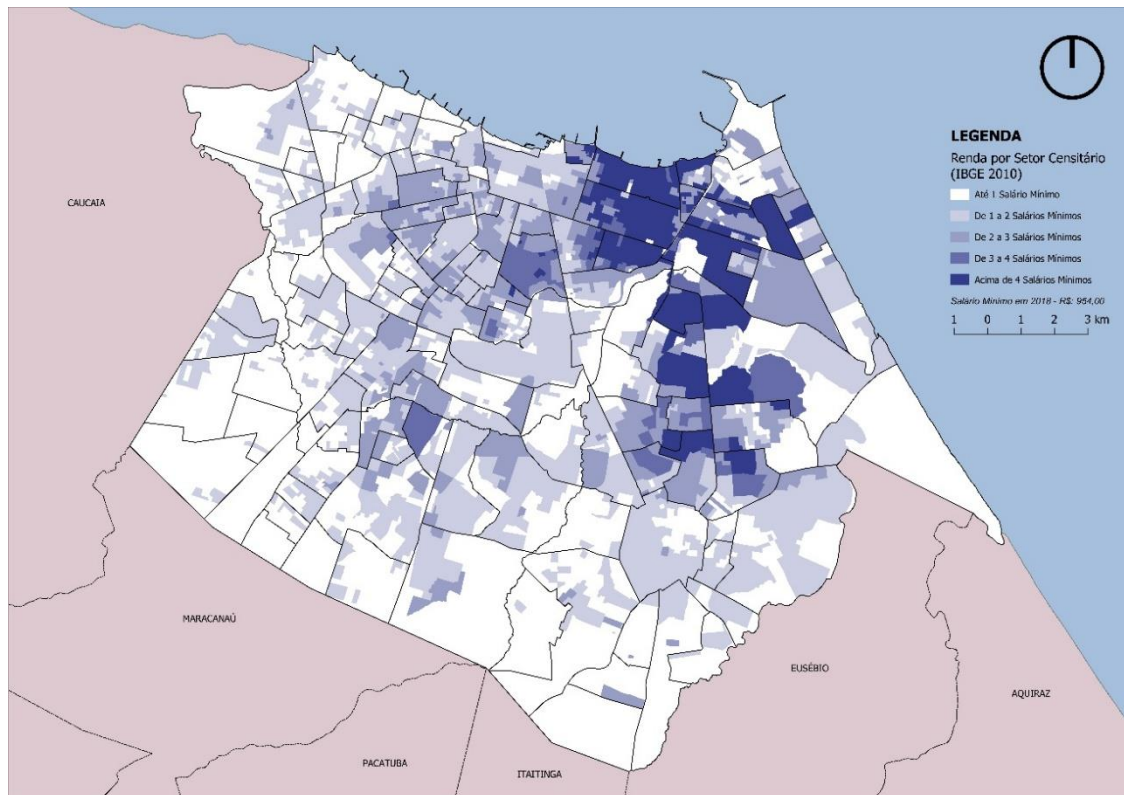 LEGENDA
Renda por Setor Censitário
(IBGE 2010)
Até 1 Salário Mínimo
De 1 a 2 Salários Mínimos
De 2 a 3 Salários Mínimos
De 3 a 4 Salários Mínimos
Acima de 4 Salários Mínimos
Salário Mínimo em 2018 - R$: 954,00
1 0 1 2 3 km
CAUCAIA
MARACANAÚ
EUSÉBIO
AQUIRAZ
PACATUBA
ITAITINGA